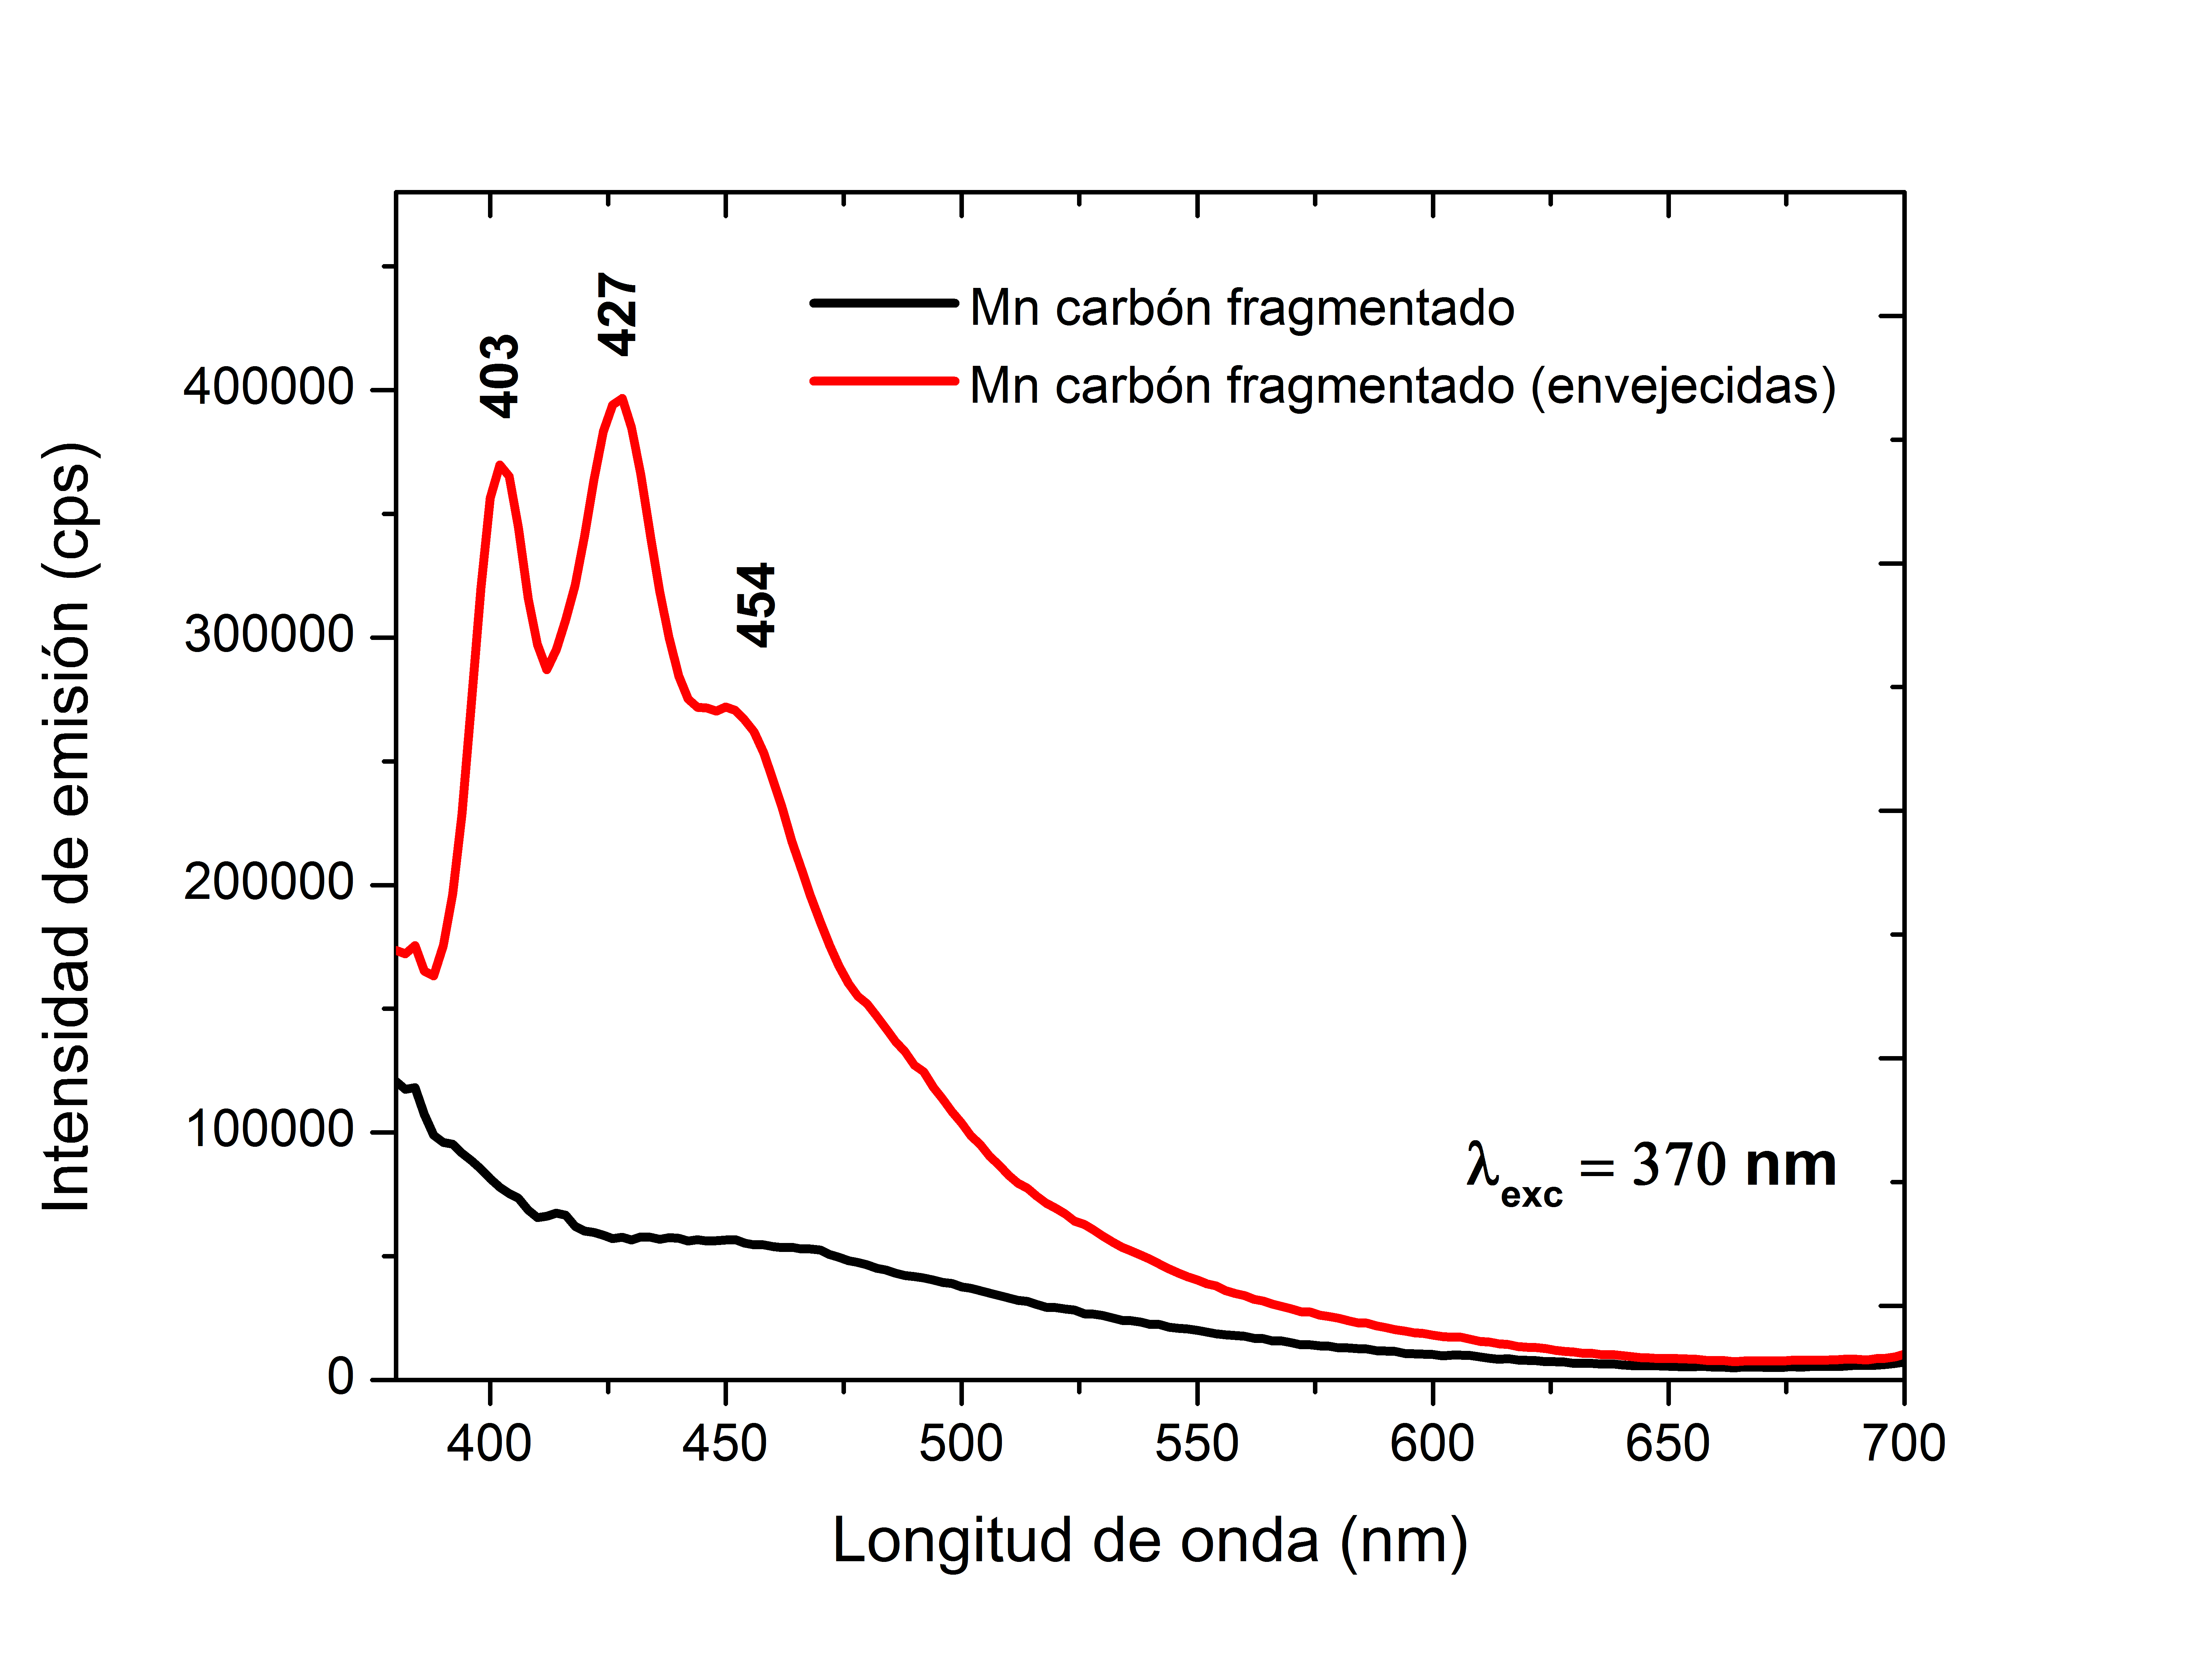 403
427
454
Mn carbón fragmentado
Mn carbón fragmentado (envejecidas)
Intensidad de emisión (cps)
400000
300000
200000
100000
0
λexc = 370 nm
400 450 500 550 600 650 700
Longitud de onda (nm)